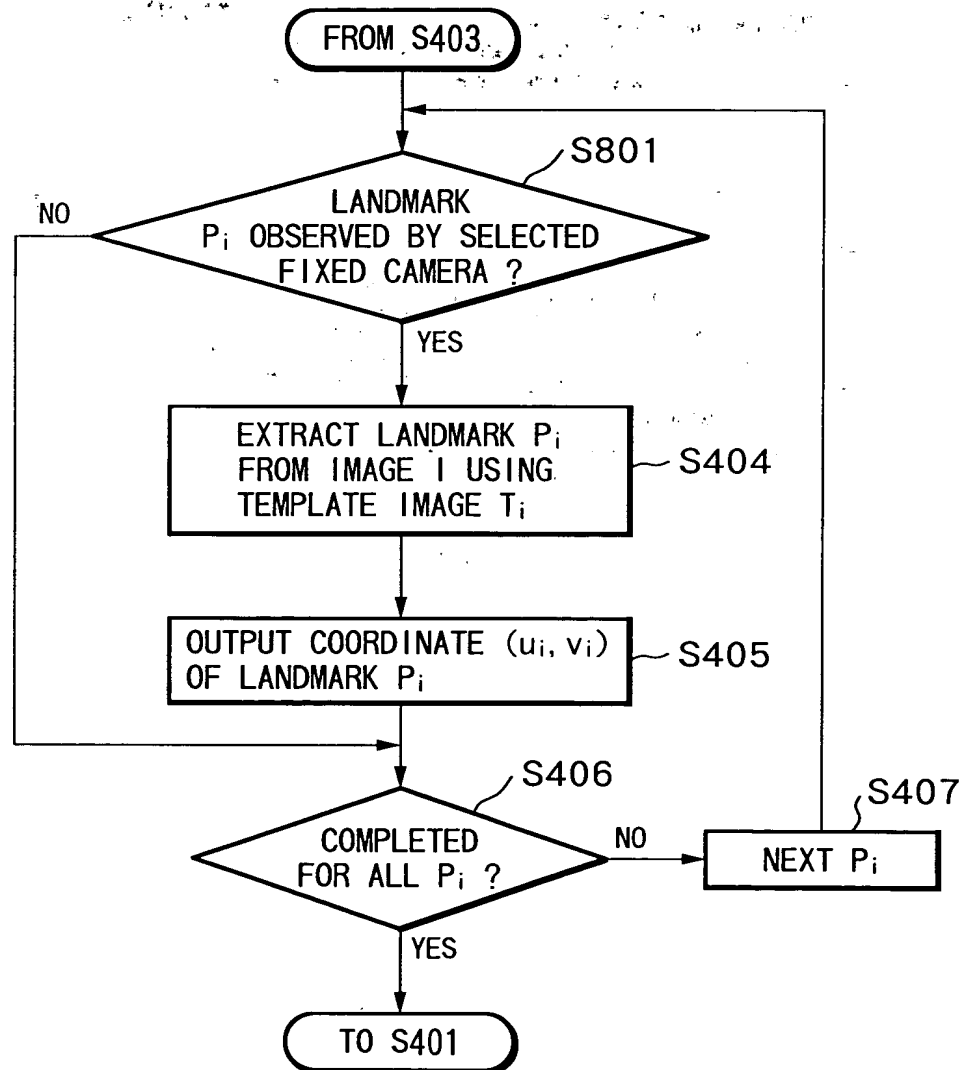 FROM S403
S801
LANDMARK
Pi OBSERVED BY SELECTED
FIXED CAMERA ?
NO
YES
EXTRACT LANDMARK Pi
FROM IMAGE I USING
TEMPLATE IMAGE Ti
S404
OUTPUT COORDINATE (ui, vi)
OF LANDMARK Pi
S405
S406
COMPLETED
FOR ALL Pi ?
NO
S407
NEXT Pi
YES
TO S401